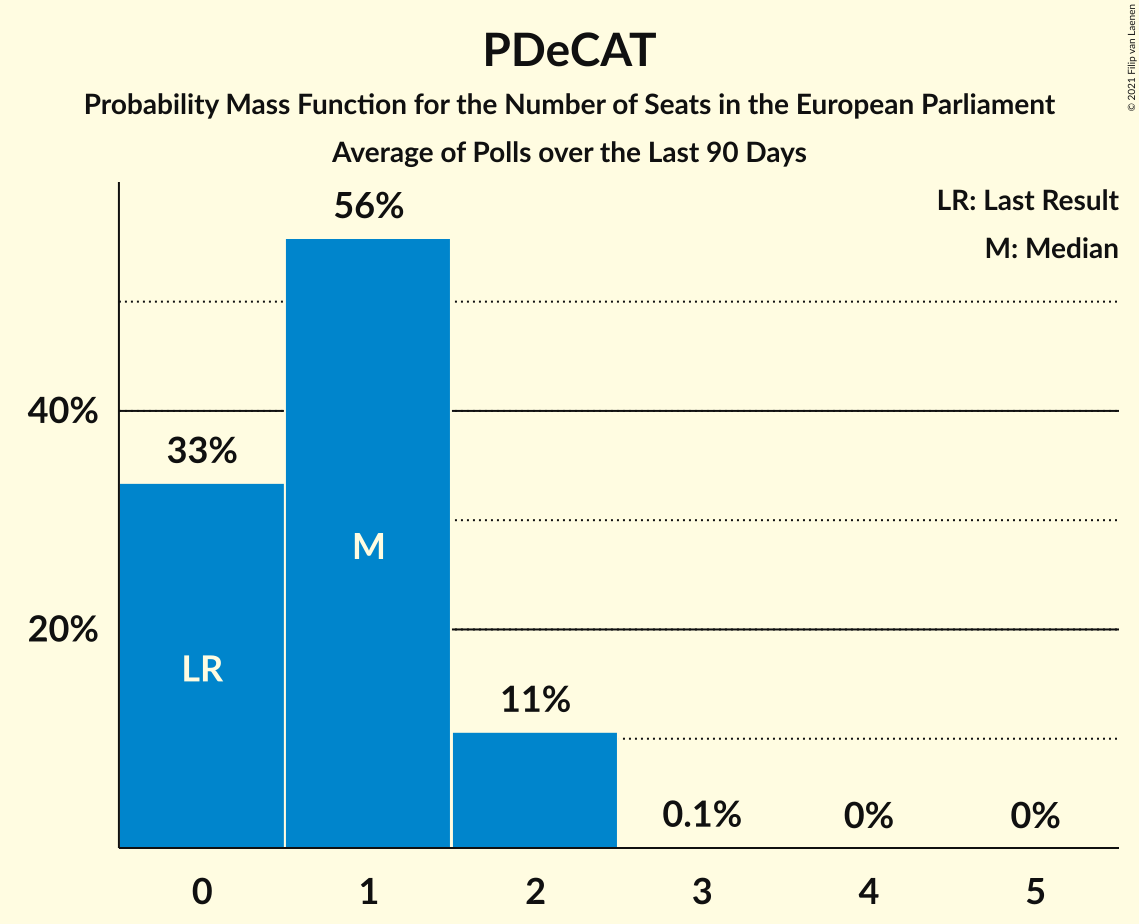 PDeCAT
Probability Mass Function for the Number of Seats in the European Parliament
Average of Polls over the Last 90 Days
© 2021 Filip van Laenen
LR: Last Result
M: Median
56%
40%
33%
M
20%
LR
11%
0.1%
0%
0%
0 1 2 3 4 5